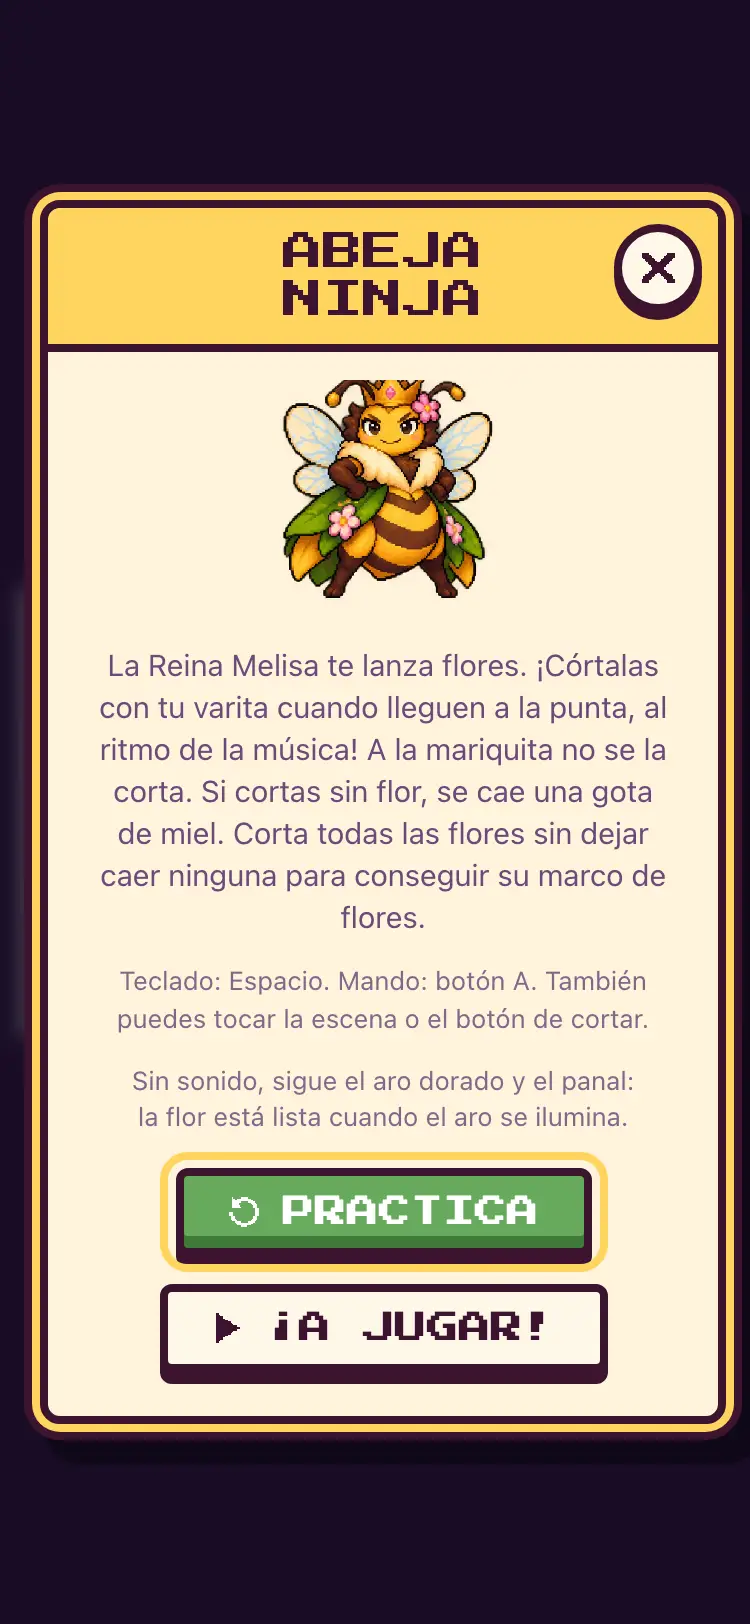 ABEJA
NINJA
La Reina Melisa te lanza flores. ¡Córtalas
con tu varita cuando lleguen a la punta, al
ritmo de la música! A la mariquita no se la
corta. Si cortas sin flor, se cae una gota
de miel. Corta todas las flores sin dejar
caer ninguna para conseguir su marco de
flores.
Teclado: Espacio. Mando: botón A. También
puedes tocar la escena o el botón de cortar.
Sin sonido, sigue el aro dorado y el panal:
la flor está lista cuando el aro se ilumina.
PRACTICA
¡A JUGAR!